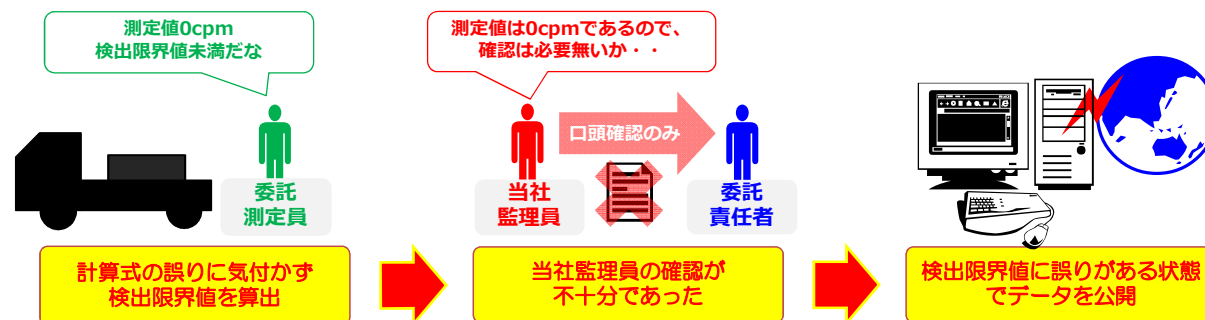 測定値0cpm
検出限界値未満だな
委託
測定員
計算式の誤りに気付かず
検出限界値を算出
測定値は0cpmであるので、
確認は必要無いか・・
口頭確認のみ
当社
監理員
委託
責任者
当社監理員の確認が
不十分であった
検出限界値に誤りがある状態
でデータを公開